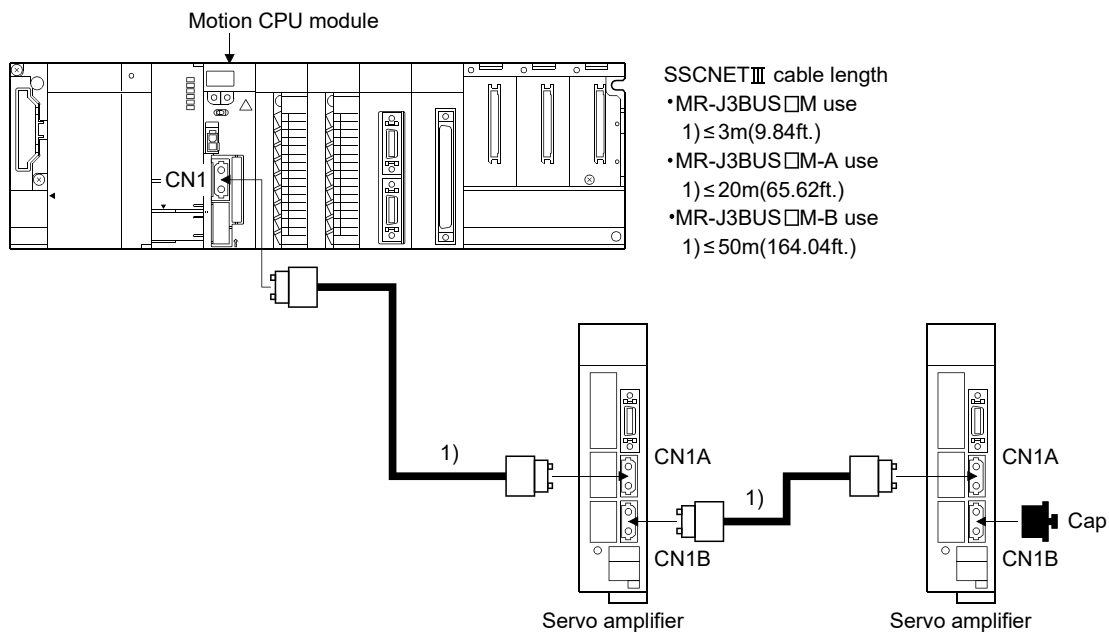 Motion CPU module
SSCNETⅢ cable length
•MR-J3BUS□M use
1)≤3m(9.84ft.)
•MR-J3BUS□M-A use
1)≤20m(65.62ft.)
•MR-J3BUS□M-B use
1)≤50m(164.04ft.)
CN1
1)
CN1A
CN1B
Servo amplifier
1)
CN1A
Cap
CN1B
Servo amplifier